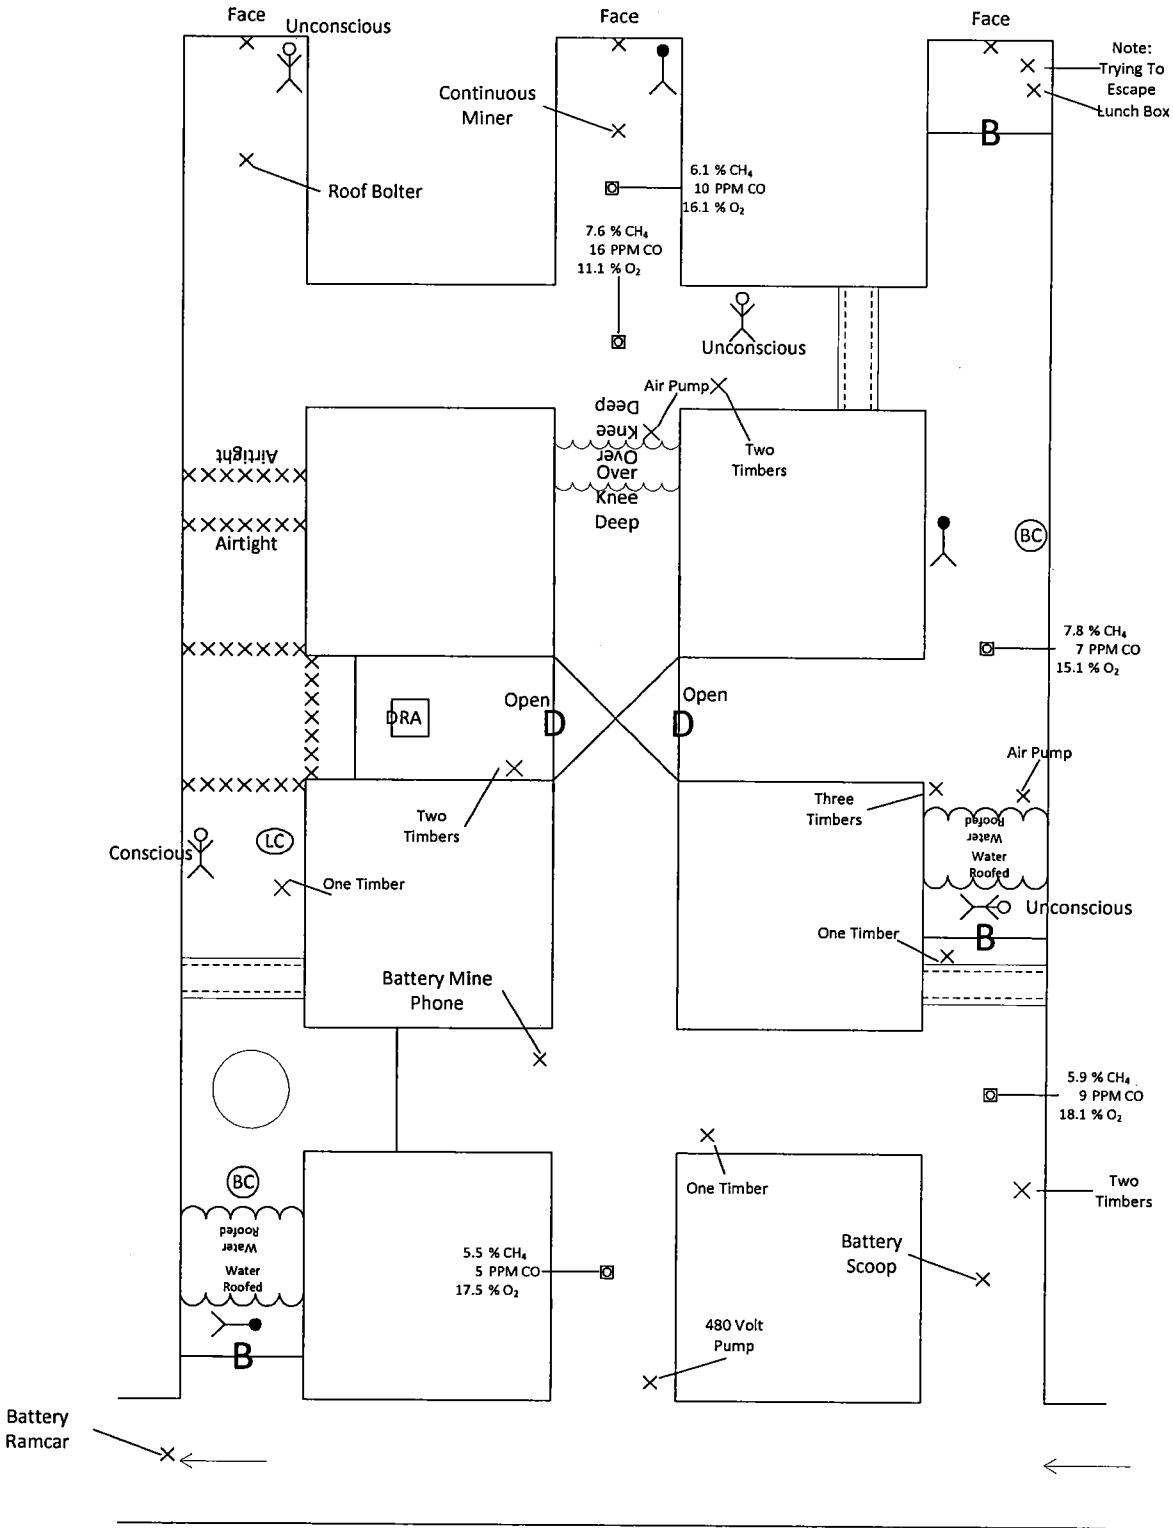 Face
Unconscious
Face
Face
Note:
Trying To
Escape
Lunch Box
Continuous
Miner
B
Roof Bolter
6.1 % CH₄
10 PPM CO
16.1 % O₂
7.6 % CH₄
16 PPM CO
11.1 % O₂
Unconscious
Air Pump
Deep
Knee
Over
Two
Timbers
Airtight
Over
Knee
Deep
Airtight
BC
7.8 % CH₄
7 PPM CO
15.1 % O₂
Open
D
Open
D
DRA
Air Pump
Two
Timbers
Three
Timbers
Roofed
Water
Water
Roofed
Conscious
LC
One Timber
Unconscious
B
One Timber
Battery Mine
Phone
5.9 % CH₄
9 PPM CO
18.1 % O₂
BC
One Timber
Two
Timbers
Roofed
Water
Water
Roofed
5.5 % CH₄
5 PPM CO
17.5 % O₂
Battery
Scoop
B
480 Volt
Pump
Battery
Ramcar